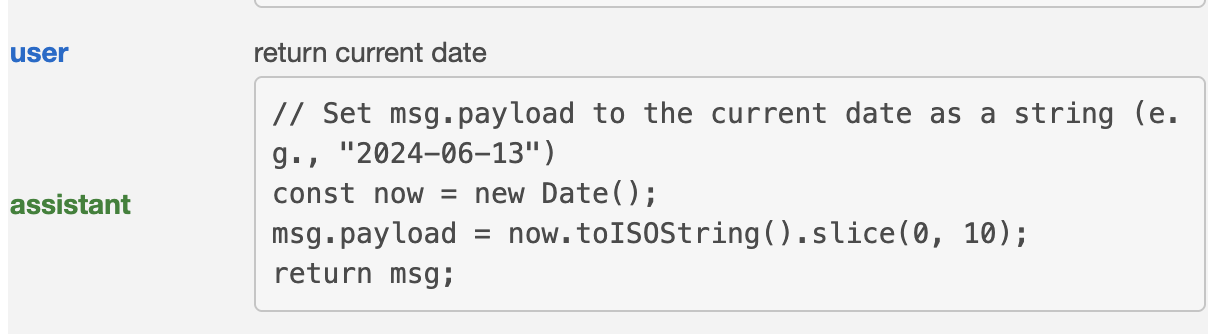 user
return current date
assistant
// Set msg.payload to the current date as a string (e.
g., "2024-06-13")
const now = new Date();
msg.payload = now.toISOString().slice(0, 10);
return msg;